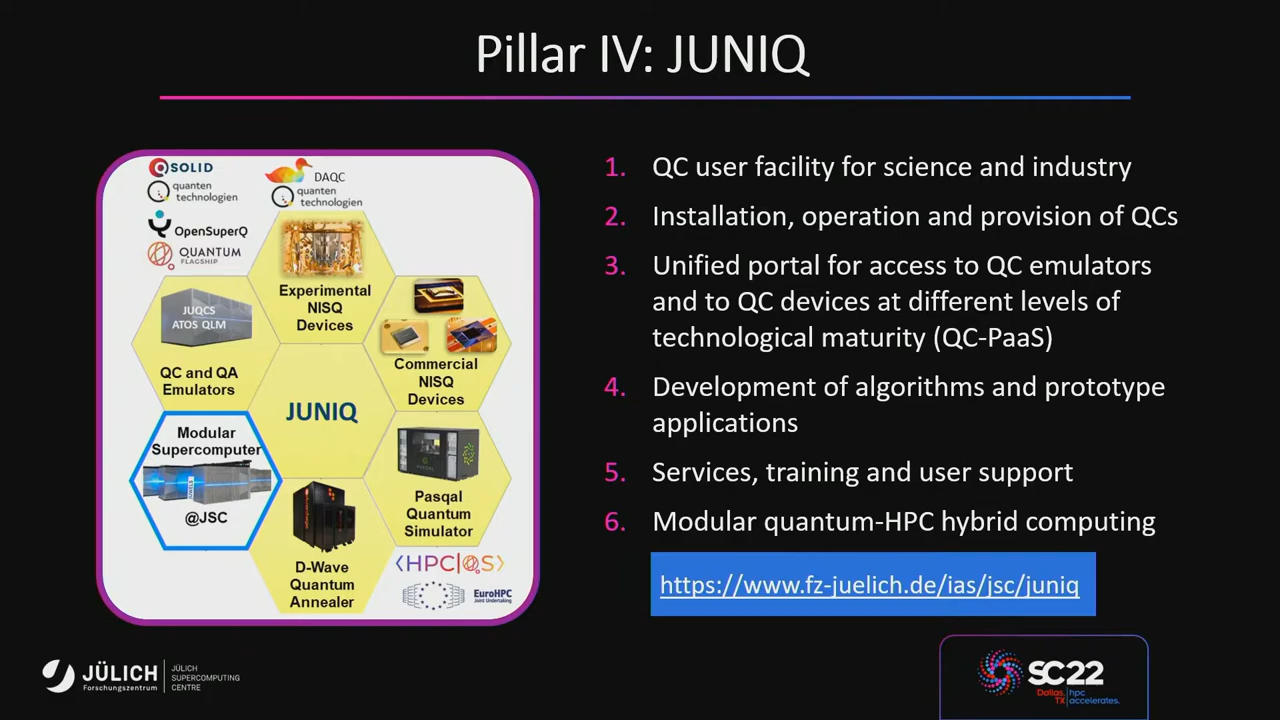 Pillar IV: JUNIQ
QSOLID
quanten
technologien
DAQC
quanten
technologien
OpenSuperQ
QUANTUM
FLAGSHIP
Experimental
NISQ
Devices
JUQCS
ATOS QLM
QC and QA
Emulators
Commercial
NISQ
Devices
JUNIQ
Modular
Supercomputer
@JSC
Pasqal
Quantum
Simulator
D-Wave
Quantum
Annealer
<HPC|QS>
EuroHPC
Joint Undertaking
1. QC user facility for science and industry
2. Installation, operation and provision of QCs
3. Unified portal for access to QC emulators
and to QC devices at different levels of
technological maturity (QC-PaaS)
4. Development of algorithms and prototype
applications
5. Services, training and user support
6. Modular quantum-HPC hybrid computing
https://www.fz-juelich.de/ias/jsc/juniq
JÜLICH
Forschungszentrum
JÜLICH
SUPERCOMPUTING
CENTRE
SC22
Dallas, TX
hpc accelerates.